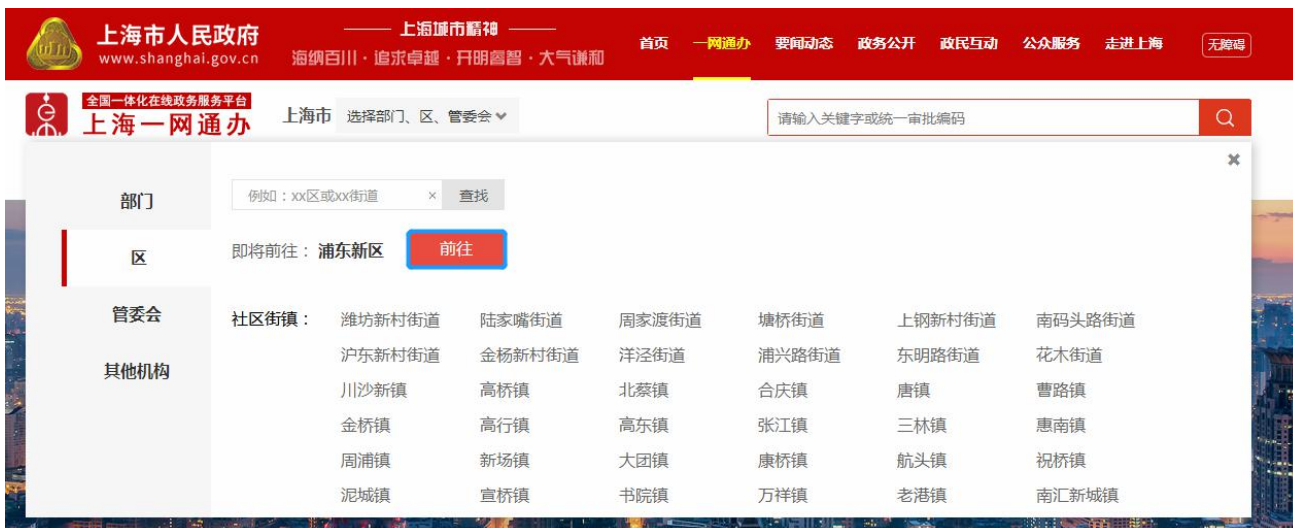 上海市人民政府
www.shanghai.gov.cn
上海城市精神
海纳百川·追求卓越·开明睿智·大气谦和
首页 一网通办 要闻动态 政务公开 政民互动 公众服务 走进上海 无障碍
全国一体化在线政务服务平台
上海一网通办
上海市 选择部门、区、管委会
请输入关键字或统一审批编码
部门
例如：xx区或xx街道 × 查找
区
即将前往： 浦东新区 前往
管委会
其他机构
社区街镇： 潍坊新村街道 陆家嘴街道 周家渡街道 塘桥街道 上钢新村街道 南码头路街道
沪东新村街道 金杨新村街道 洋泾街道 浦兴路街道 东明路街道 花木街道
川沙新镇 高桥镇 北蔡镇 合庆镇 唐镇 曹路镇
金桥镇 高行镇 高东镇 张江镇 三林镇 惠南镇
周浦镇 新场镇 大团镇 康桥镇 航头镇 祝桥镇
泥城镇 宣桥镇 书院镇 万祥镇 老港镇 南汇新城镇